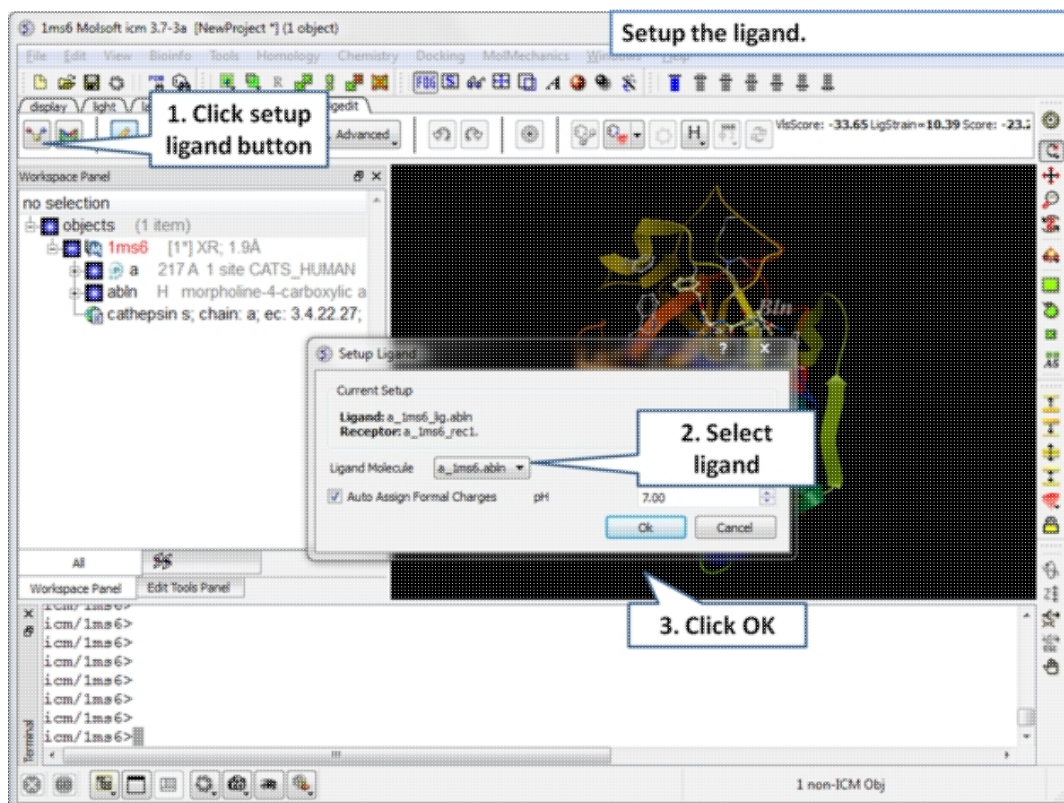 1ms6 Molsoft icm 3.7-3a [NewProject *] (1 object)
Setup the ligand.
File Edit View Bioinfo Tools Homology Chemistry Docking MolMechanics Windows Help
display light
1. Click setup
ligand button
Advanced
VlsScore: -33.65 LigStrain=10.39 Score: -23.2
Workspace Panel
no selection
objects (1 item)
1ms6 [1*] XR; 1.9Å
a 217 A 1 site CATS_HUMAN
abln H morpholine-4-carboxylic a
cathepsin s; chain: a; ec: 3.4.22.27;
Bln
Setup Ligand
Current Setup
Ligand: a_1ms6_lig.abln
Receptor: a_1ms6_rec1.
2. Select
ligand
Ligand Molecule a_1ms6.abln
Auto Assign Formal Charges pH 7.00
Ok Cancel
All
Workspace Panel Edit Tools Panel
3. Click OK
icm/1ms6>
icm/1ms6>
icm/1ms6>
icm/1ms6>
icm/1ms6>
icm/1ms6>
icm/1ms6>
icm/1ms6>
Terminal
1 non-ICM Obj